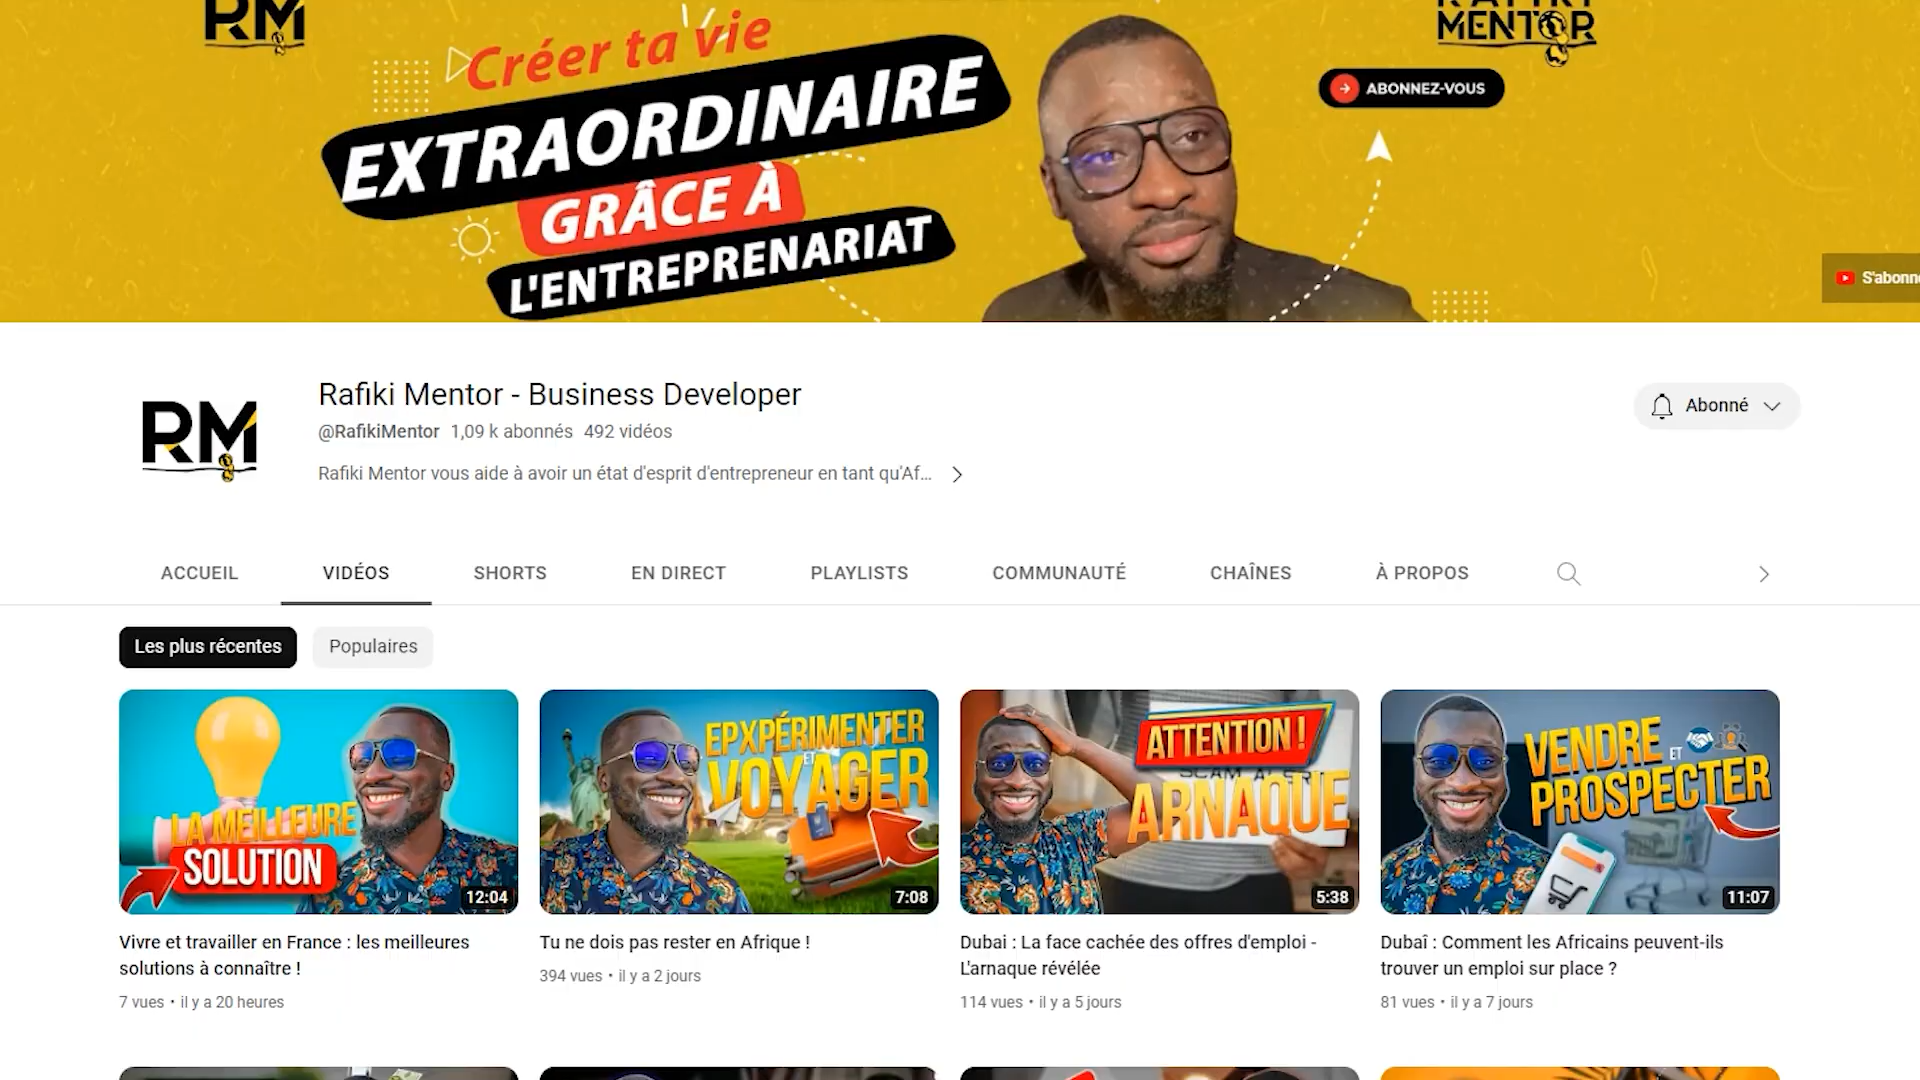 RM
Créer ta vie
EXTRAORDINAIRE
GRÂCE À
L'ENTREPRENARIAT
MENTOR
ABONNEZ-VOUS
S'abonne
RM
Rafiki Mentor - Business Developer
@RafikiMentor 1,09 k abonnés 492 vidéos
Rafiki Mentor vous aide à avoir un état d'esprit d'entrepreneur en tant qu'Af...
Abonné
ACCUEIL VIDÉOS SHORTS EN DIRECT PLAYLISTS COMMUNAUTÉ CHAÎNES À PROPOS
Les plus récentes Populaires
LA MEILLEURE
SOLUTION
12:04
EPXPÉRIMENTER
ET
VOYAGER
7:08
ATTENTION !
ARNAQUE
5:38
VENDRE
ET
PROSPECTER
11:07
Vivre et travailler en France : les meilleures
solutions à connaître !
7 vues • il y a 20 heures
Tu ne dois pas rester en Afrique !
394 vues • il y a 2 jours
Dubai : La face cachée des offres d'emploi -
L'arnaque révélée
114 vues • il y a 5 jours
Dubaî : Comment les Africains peuvent-ils
trouver un emploi sur place ?
81 vues • il y a 7 jours